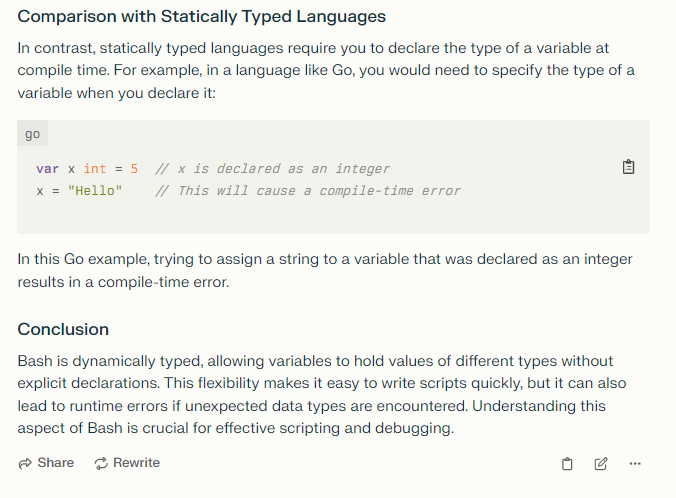 Comparison with Statically Typed Languages
In contrast, statically typed languages require you to declare the type of a variable at
compile time. For example, in a language like Go, you would need to specify the type of a
variable when you declare it:
go
var x int = 5  // x is declared as an integer
x = "Hello"    // This will cause a compile-time error
In this Go example, trying to assign a string to a variable that was declared as an integer
results in a compile-time error.
Conclusion
Bash is dynamically typed, allowing variables to hold values of different types without
explicit declarations. This flexibility makes it easy to write scripts quickly, but it can also
lead to runtime errors if unexpected data types are encountered. Understanding this
aspect of Bash is crucial for effective scripting and debugging.
Share Rewrite